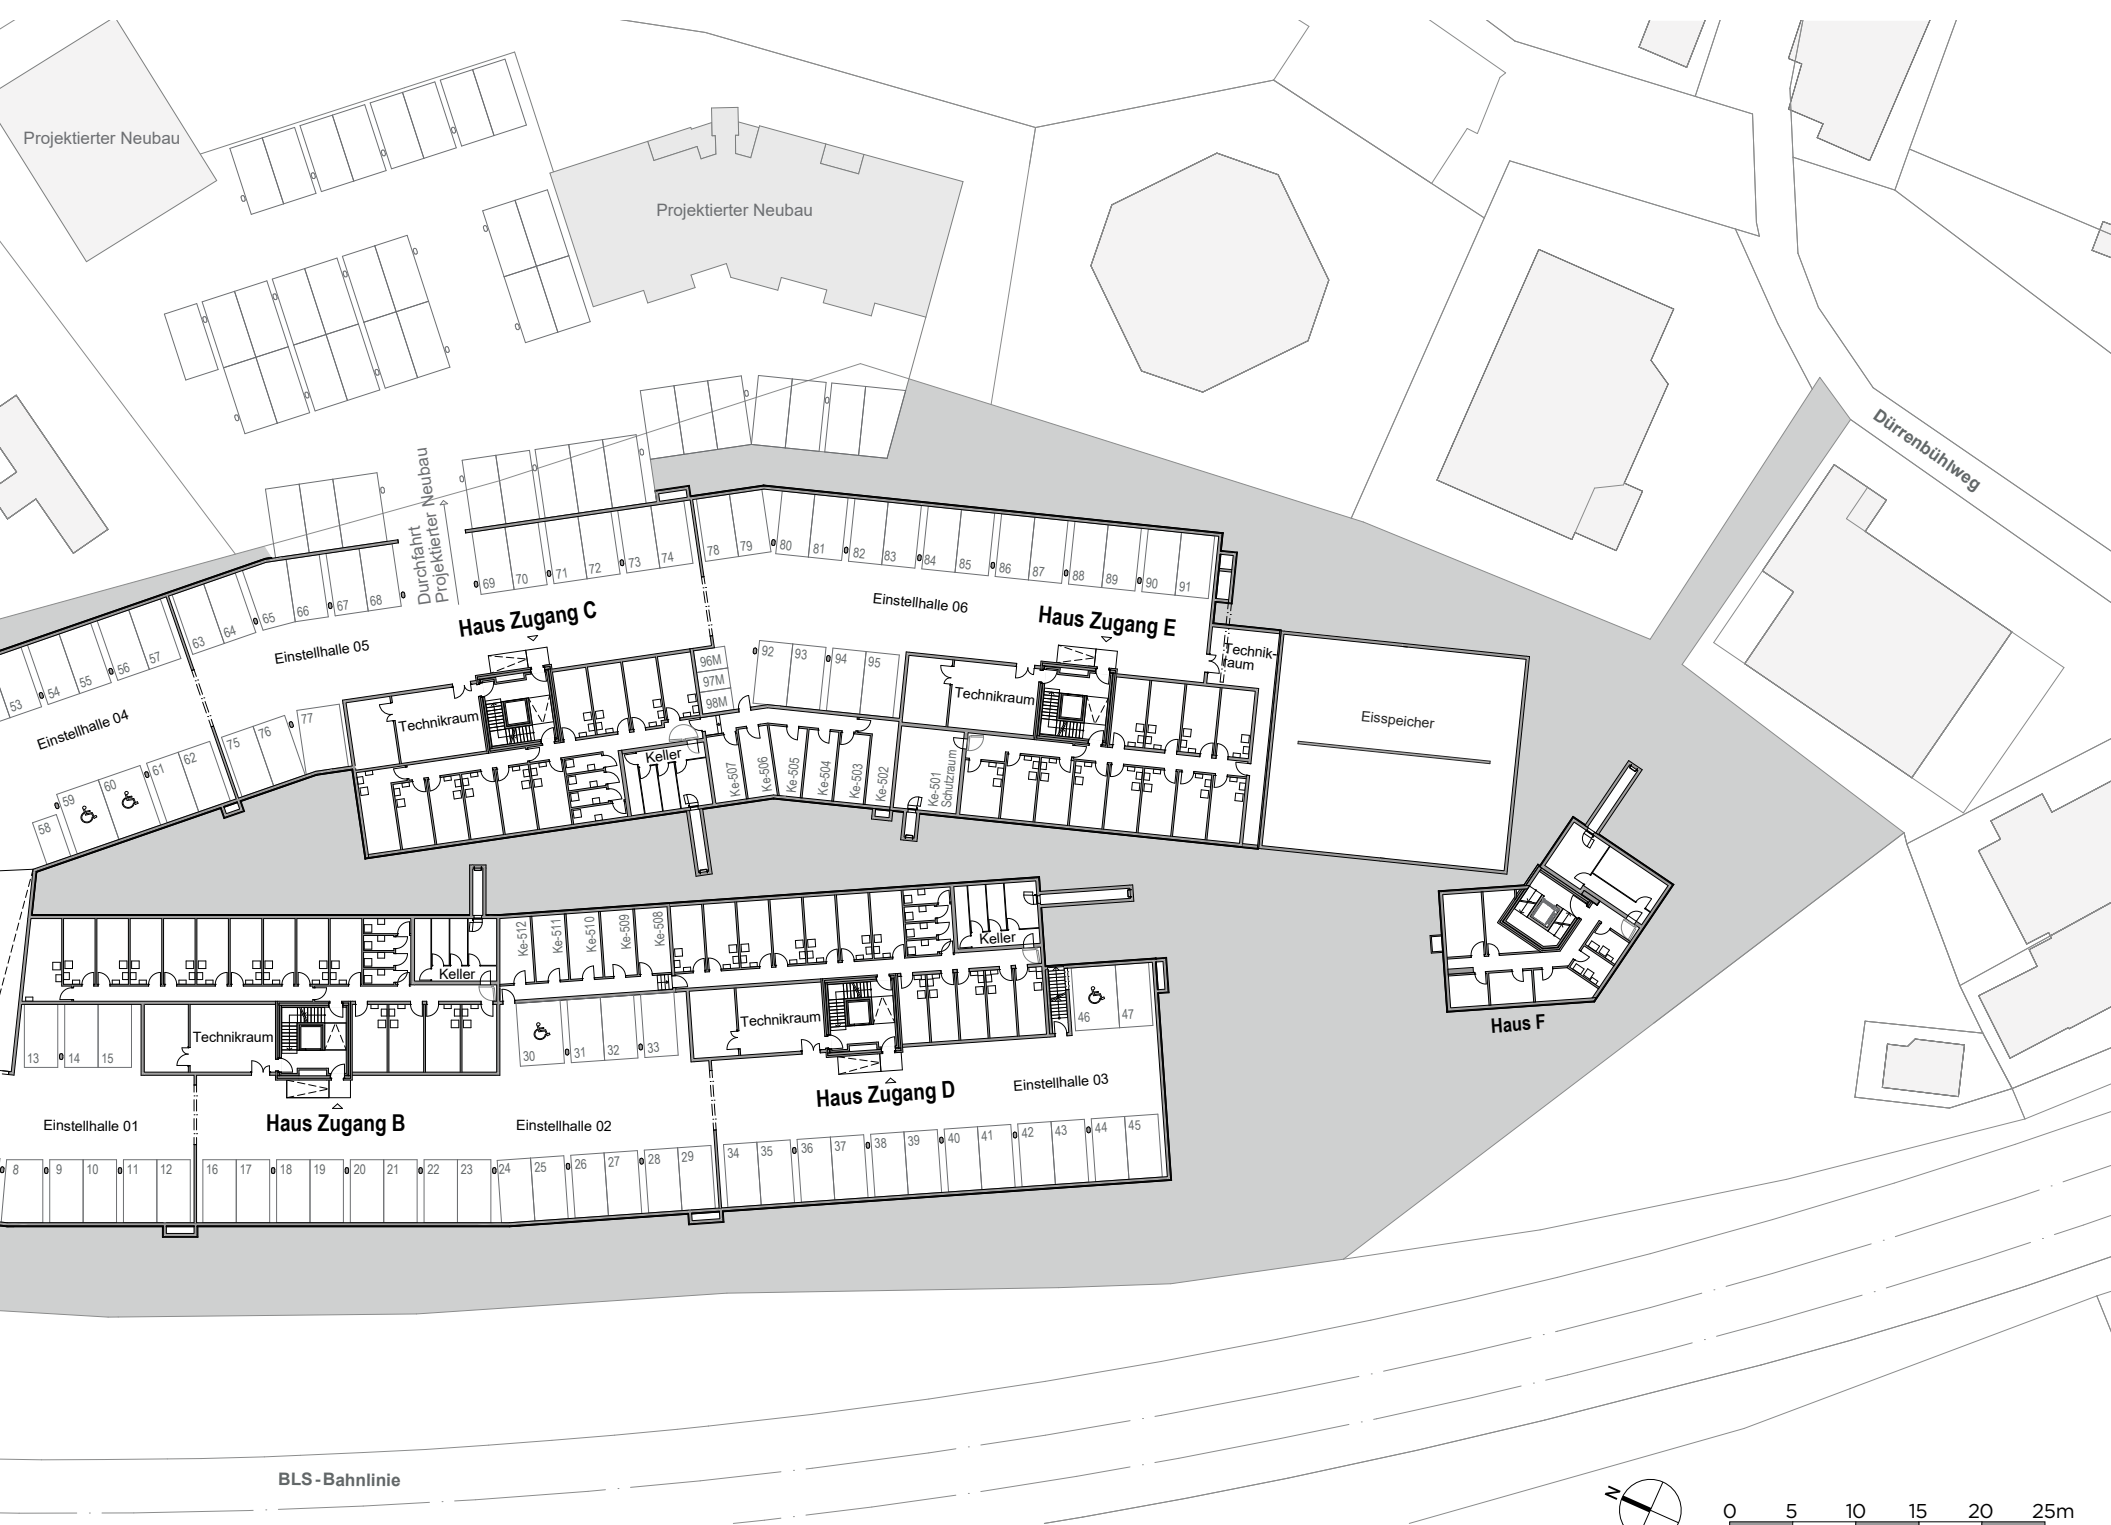 Projektierter Neubau
Projektierter Neubau
Dürrenbühlweg
Durchfahrt
Projektierter Neubau
69
70
71
72
73
74
78
79
80
81
82
83
84
85
86
87
88
89
90
91
63
64
65
66
67
68
Haus Zugang C
Einstellhalle 06
Haus Zugang E
Einstellhalle 05
53
54
55
56
57
Einstellhalle 04
96M
97M
98M
92
93
94
95
Technik-
raum
Technikraum
Technikraum
Eisspeicher
75
76
77
58
59
60
61
62
Keller
Ke-507
Ke-506
Ke-505
Ke-504
Ke-503
Ke-502
Ke-501
Schutzraum
Ke-512
Ke-511
Ke-510
Ke-509
Ke-508
Keller
Keller
13
14
15
Technikraum
30
31
32
33
Technikraum
46
47
Haus F
Einstellhalle 01
Haus Zugang B
Einstellhalle 02
Haus Zugang D
Einstellhalle 03
8
9
10
11
12
16
17
18
19
20
21
22
23
24
25
26
27
28
29
34
35
36
37
38
39
40
41
42
43
44
45
BLS-Bahnlinie
N
0 5 10 15 20 25m